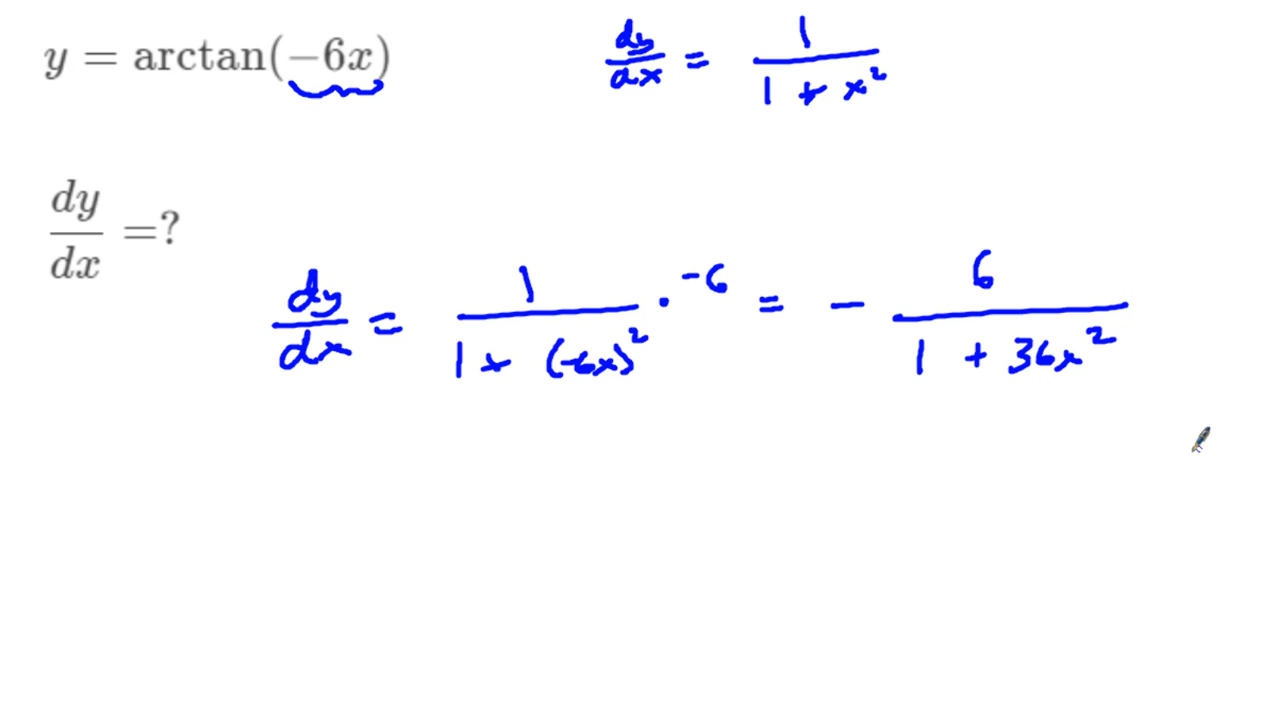 y = arctan(−6x)
dy/dx = 1/(1 + x²)
dy/dx =?
dy/dx = 1/(1 + (-6x)²) · -6 = - 6/(1 + 36x²)